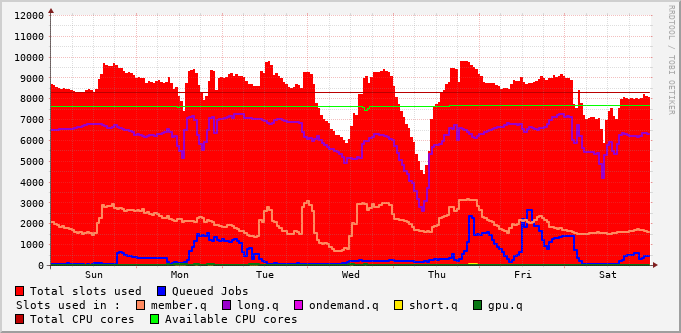 12000
11000
10000
9000
8000
7000
6000
5000
4000
3000
2000
1000
0
Sun Mon Tue Wed Thu Fri Sat
RRDTOOL / TOBI OETIKER
Total slots used Queued Jobs
Slots used in : member.q long.q ondemand.q short.q gpu.q
Total CPU cores Available CPU cores